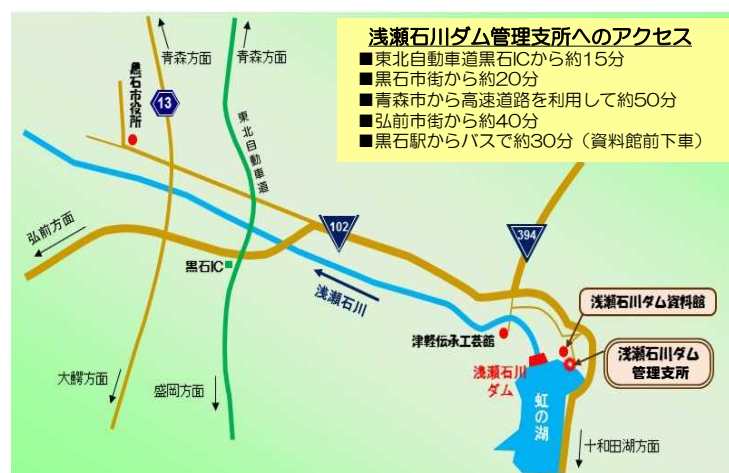 浅瀬石川ダム管理支所へのアクセス
■東北自動車道黒石ICから約15分
■黒石市街から約20分
■青森市から高速道路を利用して約50分
■弘前市街から約40分
■黒石駅からバスで約30分（資料館前下車）
青森方面
青森方面
黒石市役所
13
東北自動車道
弘前方面
102
394
黒石IC
浅瀬石川
浅瀬石川ダム資料館
津軽伝承工芸館
浅瀬石川ダム
管理支所
浅瀬石川
ダム
大鰐方面
盛岡方面
虹の湖
十和田湖方面